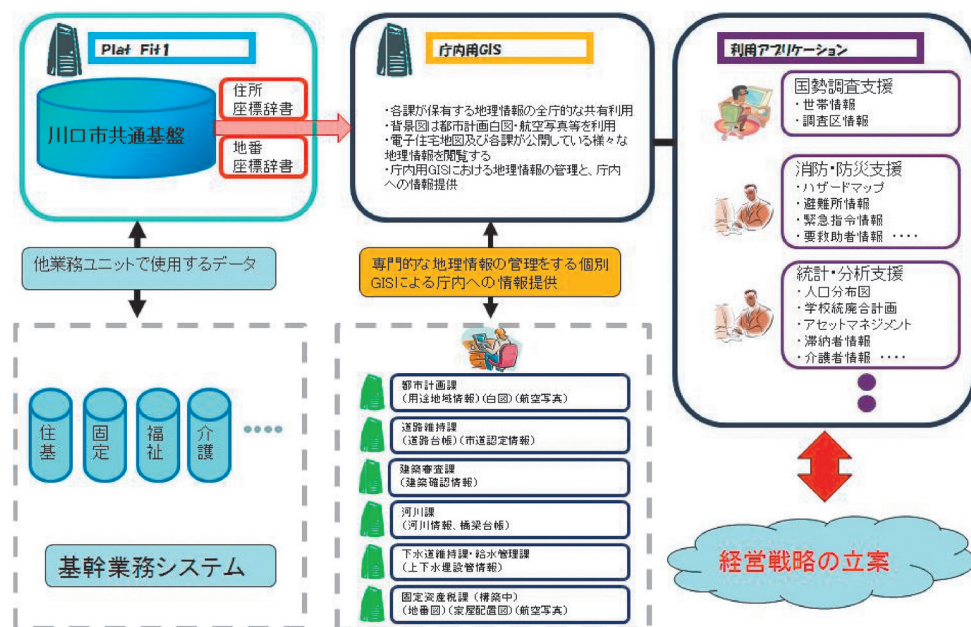 Plat Fit1
川口市共通基盤
住所
座標辞書
地番
座標辞書
他業務ユニットで使用するデータ
住基
固定
福祉
介護
••••
基幹業務システム
庁内用GIS
・各課が保有する地理情報の全庁的な共有利用
・背景図は都市計画白図・航空写真等を利用
・電子住宅地図及び各課が公開している様々な
地理情報を閲覧する
・庁内用GISにおける地理情報の管理と、庁内
への情報提供
専門的な地理情報の管理をする個別
GISによる庁内への情報提供
都市計画課
(用途地域情報)(白図)(航空写真)
道路維持課
(道路台帳)(市道認定情報)
建築審査課
(建築確認情報)
河川課
(河川情報、橋梁台帳)
下水道維持課・給水管理課
(上下水埋設管情報)
固定資産税課 (構築中)
(地番図)(家屋配置図)(航空写真)
利用アプリケーション
国勢調査支援
・世帯情報
・調査区情報
消防・防災支援
・ハザードマップ
・避難所情報
・緊急指令情報
・要救助者情報 ････
統計・分析支援
・人口分布図
・学校統廃合計画
・アセットマネジメント
・滞納者情報
・介護者情報 ････
経営戦略の立案